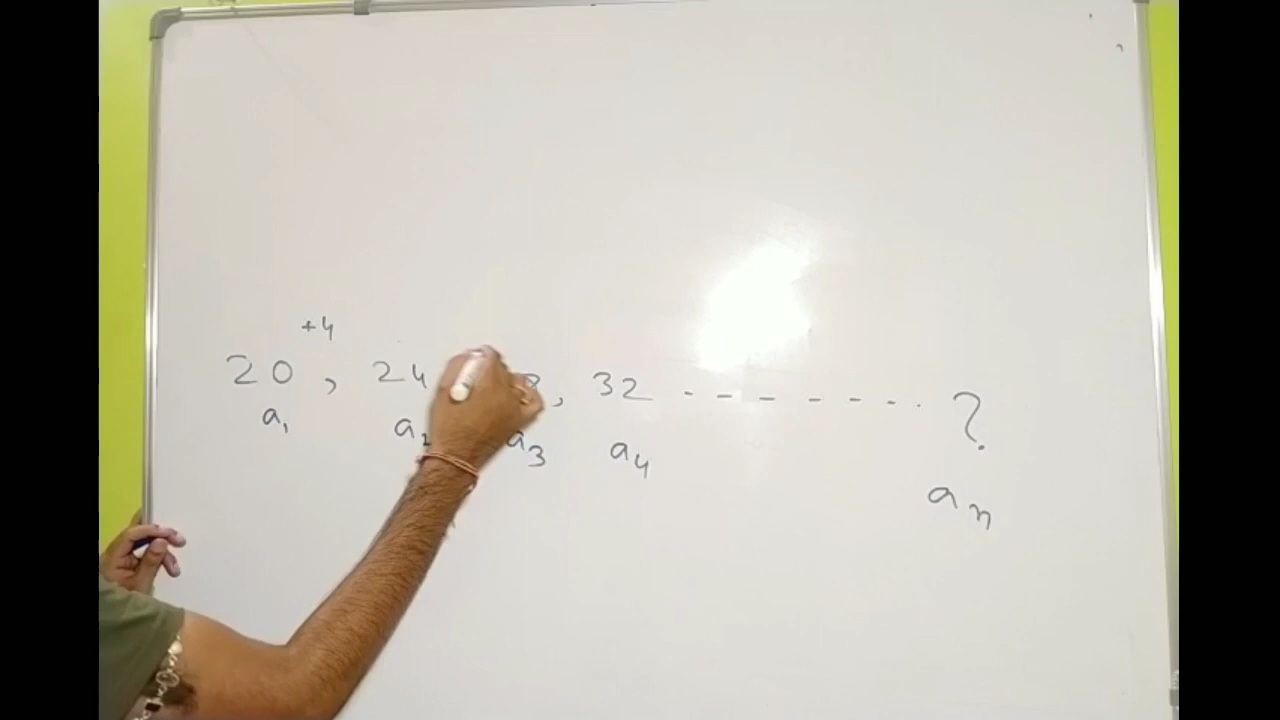 +4
20 , 24 , 32 - - - - - - - ?
a1 a2 a3 a4 an